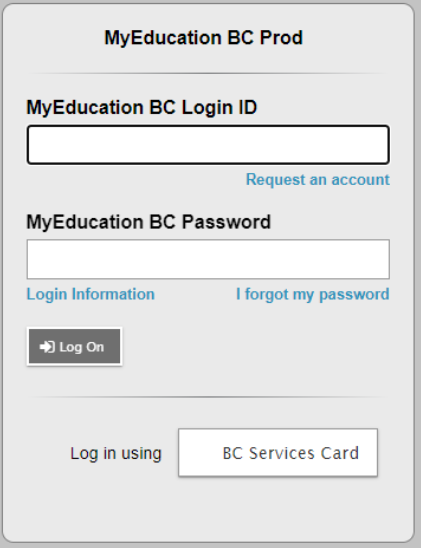 MyEducation BC Prod
MyEducation BC Login ID
Request an account
MyEducation BC Password
Login Information I forgot my password
Log On
Log in using BC Services Card